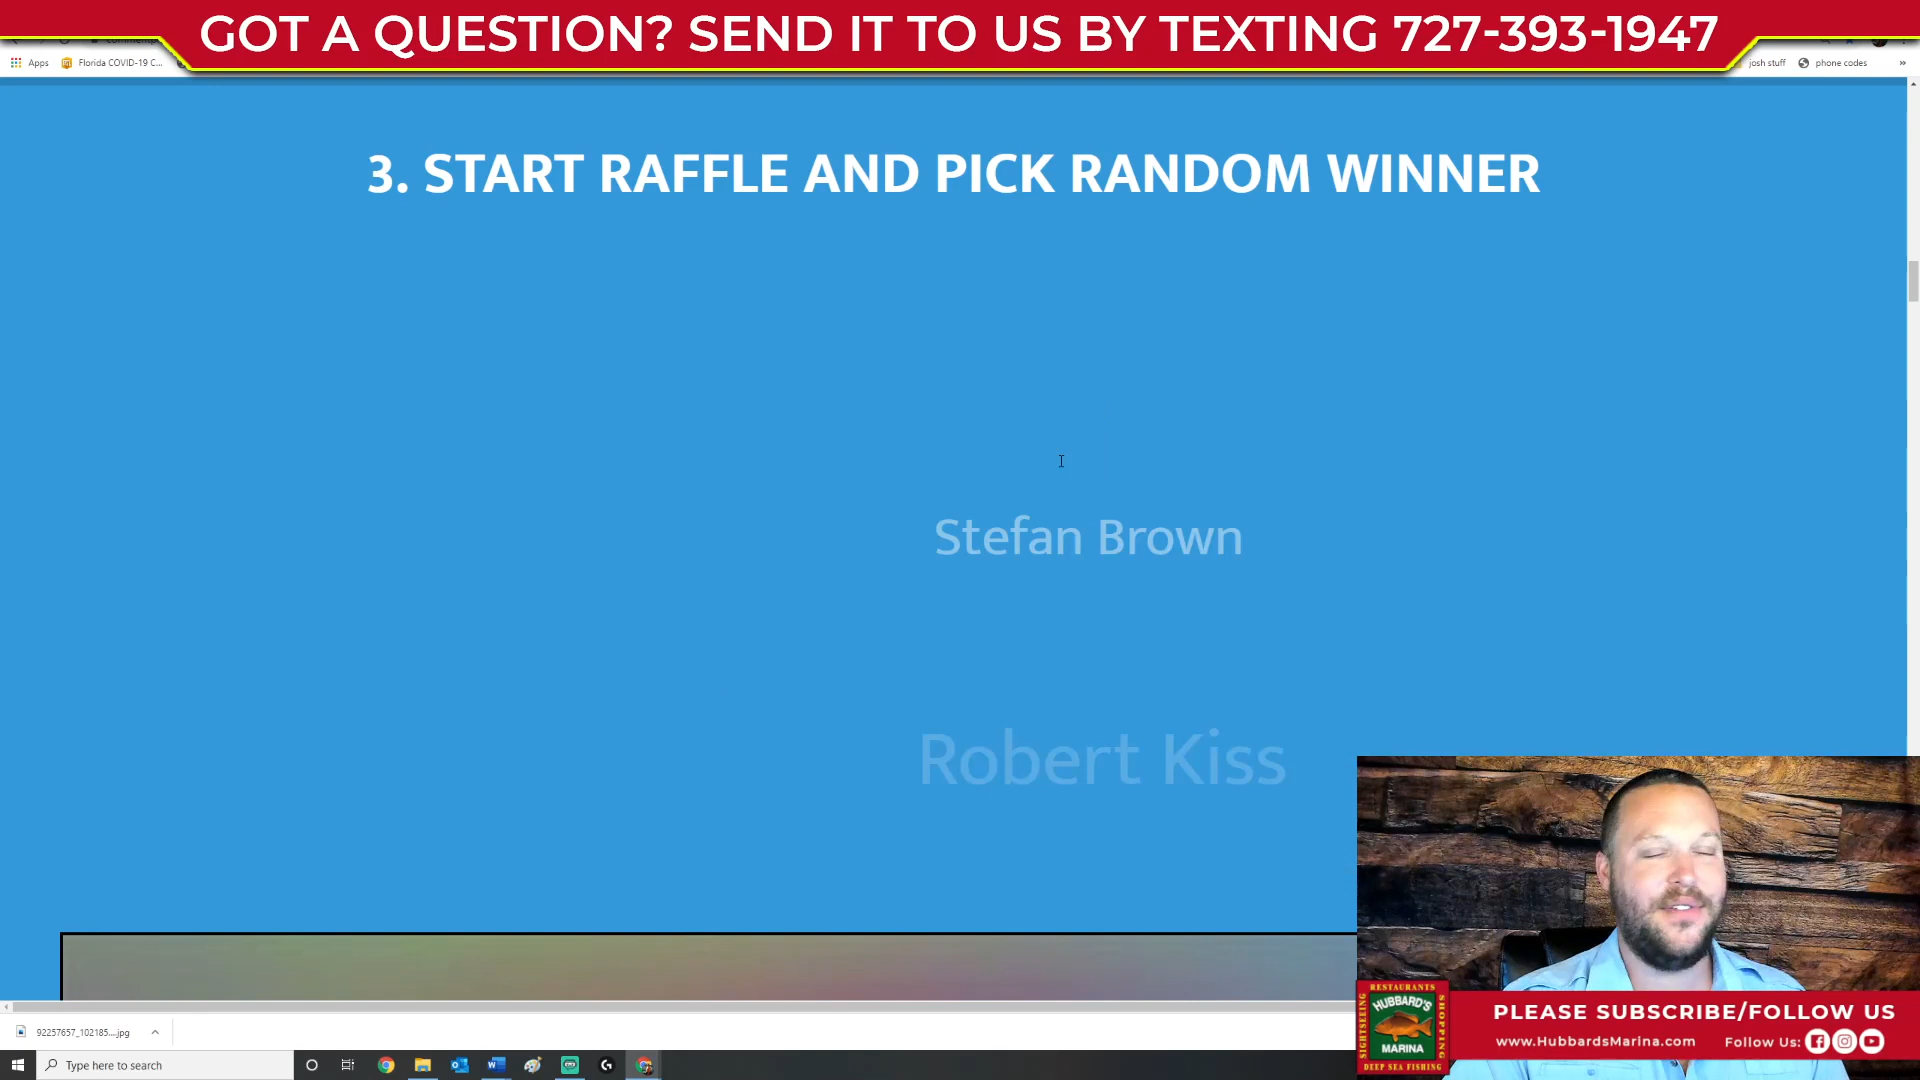 GOT A QUESTION? SEND IT TO US BY TEXTING 727-393-1947
Apps
Florida COVID-19 C...
josh stuff
phone codes
»
3. START RAFFLE AND PICK RANDOM WINNER
Stefan Brown
Robert Kiss
RESTAURANTS
SIGHTSEEING
HUBBARD'S
MARINA
SHOPPING
DEEP SEA FISHING
PLEASE SUBSCRIBE/FOLLOW US
www.HubbardsMarina.com
Follow Us:
92257657_102185....jpg
Type here to search